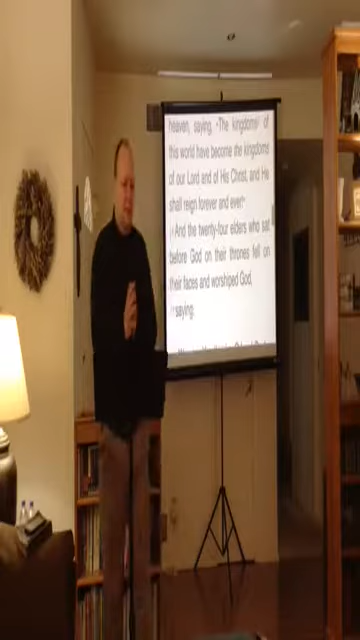 heaven, saying, "The kingdoms of
this world have become the kingdoms
of our Lord and of His Christ, and He
shall reign forever and ever!"
And the twenty-four elders who sat
before God on their thrones fell on
their faces and worshiped God,
saying: